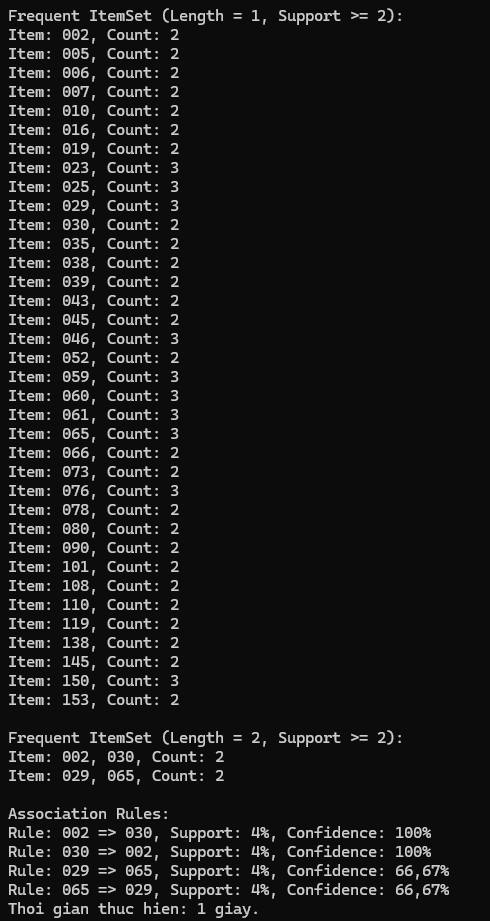 Frequent ItemSet (Length = 1, Support >= 2):
Item: 002, Count: 2
Item: 005, Count: 2
Item: 006, Count: 2
Item: 007, Count: 2
Item: 010, Count: 2
Item: 016, Count: 2
Item: 019, Count: 2
Item: 023, Count: 3
Item: 025, Count: 3
Item: 029, Count: 3
Item: 030, Count: 2
Item: 035, Count: 2
Item: 038, Count: 2
Item: 039, Count: 2
Item: 043, Count: 2
Item: 045, Count: 2
Item: 046, Count: 3
Item: 052, Count: 2
Item: 059, Count: 3
Item: 060, Count: 3
Item: 061, Count: 3
Item: 065, Count: 3
Item: 066, Count: 2
Item: 073, Count: 2
Item: 076, Count: 3
Item: 078, Count: 2
Item: 080, Count: 2
Item: 090, Count: 2
Item: 101, Count: 2
Item: 108, Count: 2
Item: 110, Count: 2
Item: 119, Count: 2
Item: 138, Count: 2
Item: 145, Count: 2
Item: 150, Count: 3
Item: 153, Count: 2
Frequent ItemSet (Length = 2, Support >= 2):
Item: 002, 030, Count: 2
Item: 029, 065, Count: 2
Association Rules:
Rule: 002 => 030, Support: 4%, Confidence: 100%
Rule: 030 => 002, Support: 4%, Confidence: 100%
Rule: 029 => 065, Support: 4%, Confidence: 66,67%
Rule: 065 => 029, Support: 4%, Confidence: 66,67%
Thoi gian thuc hien: 1 giay.